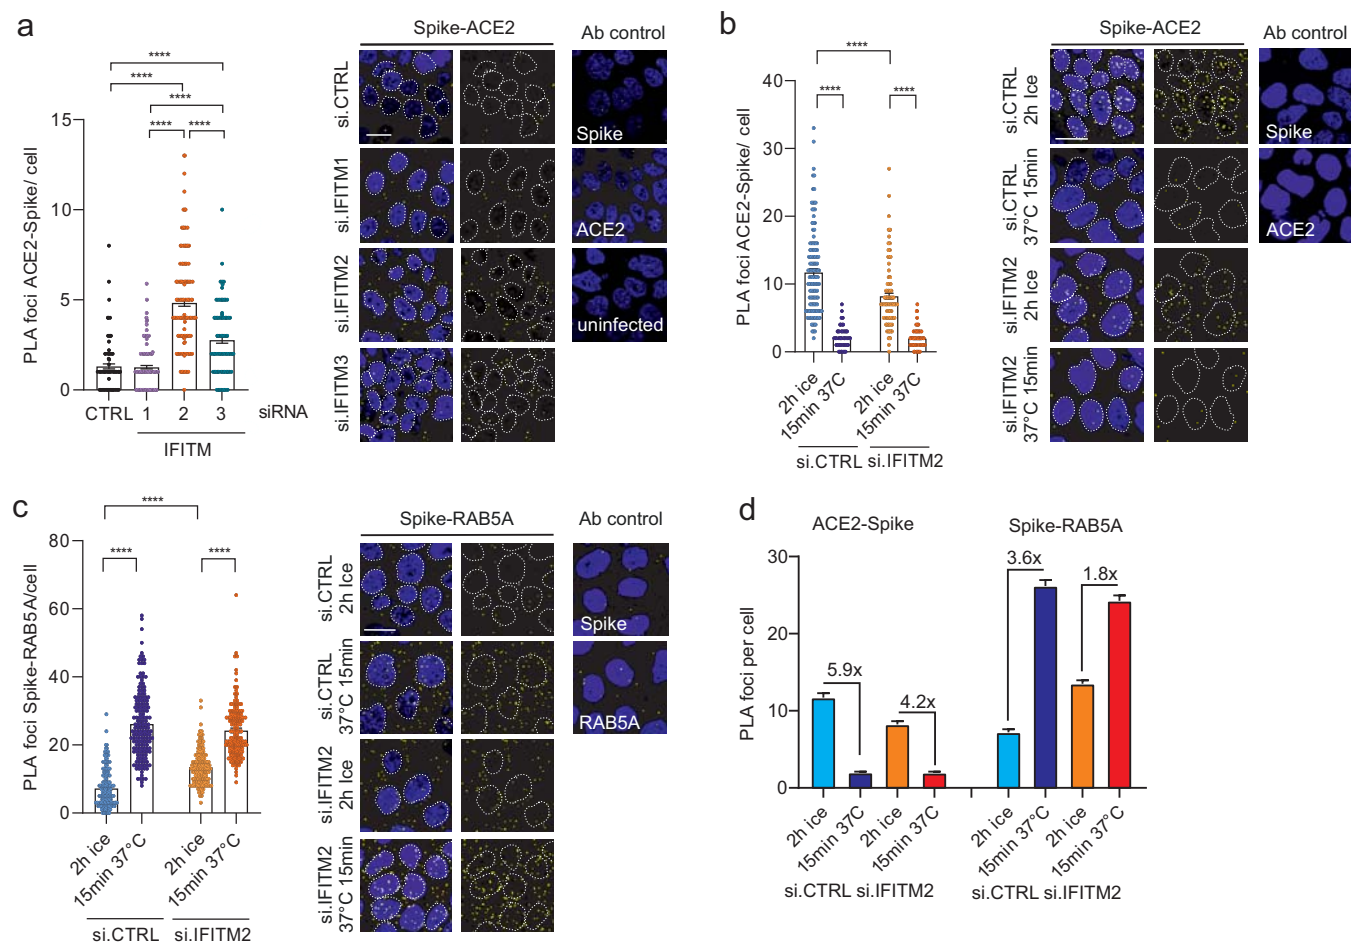 a
Spike-ACE2
Ab control
****
****
****
****
****
PLA foci ACE2-Spike/ cell
15
10
5
0
CTRL 1 2 3 siRNA
IFITM
si.CTRL
si.IFITM1
si.IFITM2
si.IFITM3
Spike
ACE2
uninfected
b
Spike-ACE2
Ab control
****
****
****
PLA foci ACE2-Spike/ cell
40
30
20
10
0
2h ice
15min 37C
2h ice
15min 37C
si.CTRL si.IFITM2
si.CTRL
2h Ice
si.CTRL
37°C 15min
si.IFITM2
2h Ice
si.IFITM2
37°C 15min
Spike
ACE2
c
Spike-RAB5A
Ab control
****
****
****
PLA foci Spike-RAB5A/cell
80
60
40
20
0
2h ice
15min 37°C
2h ice
15min 37°C
si.CTRL si.IFITM2
si.CTRL
2h Ice
si.CTRL
37°C 15min
si.IFITM2
2h Ice
si.IFITM2
37°C 15min
Spike
RAB5A
d
ACE2-Spike
Spike-RAB5A
PLA foci per cell
30
20
10
0
5.9x
4.2x
3.6x
1.8x
2h ice
15min 37C
2h ice
15min 37C
2h ice
15min 37°C
2h ice
15min 37°C
si.CTRL si.IFITM2
si.CTRL si.IFITM2